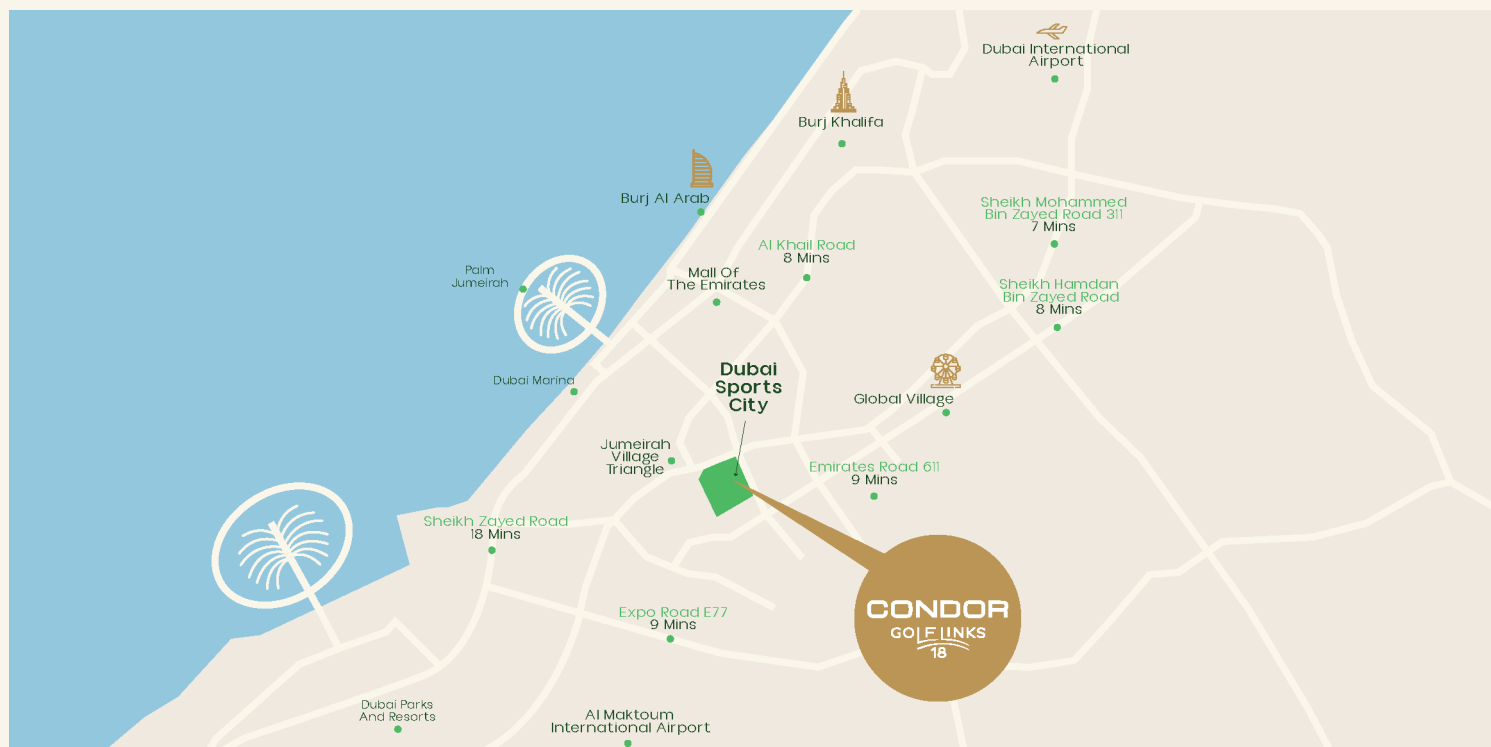 Dubai International
Airport
Burj Khalifa
Burj Al Arab
Sheikh Mohammed
Bin Zayed Road 311
7 Mins
Al Khail Road
8 Mins
Palm
Jumeirah
Mall Of
The Emirates
Sheikh Hamdan
Bin Zayed Road
8 Mins
Dubai Marina
Dubai
Sports
City
Global Village
Jumeirah
Village
Triangle
Emirates Road 611
9 Mins
Sheikh Zayed Road
18 Mins
Expo Road E77
9 Mins
CONDOR
GOLF LINKS
18
Dubai Parks
And Resorts
Al Maktoum
International Airport